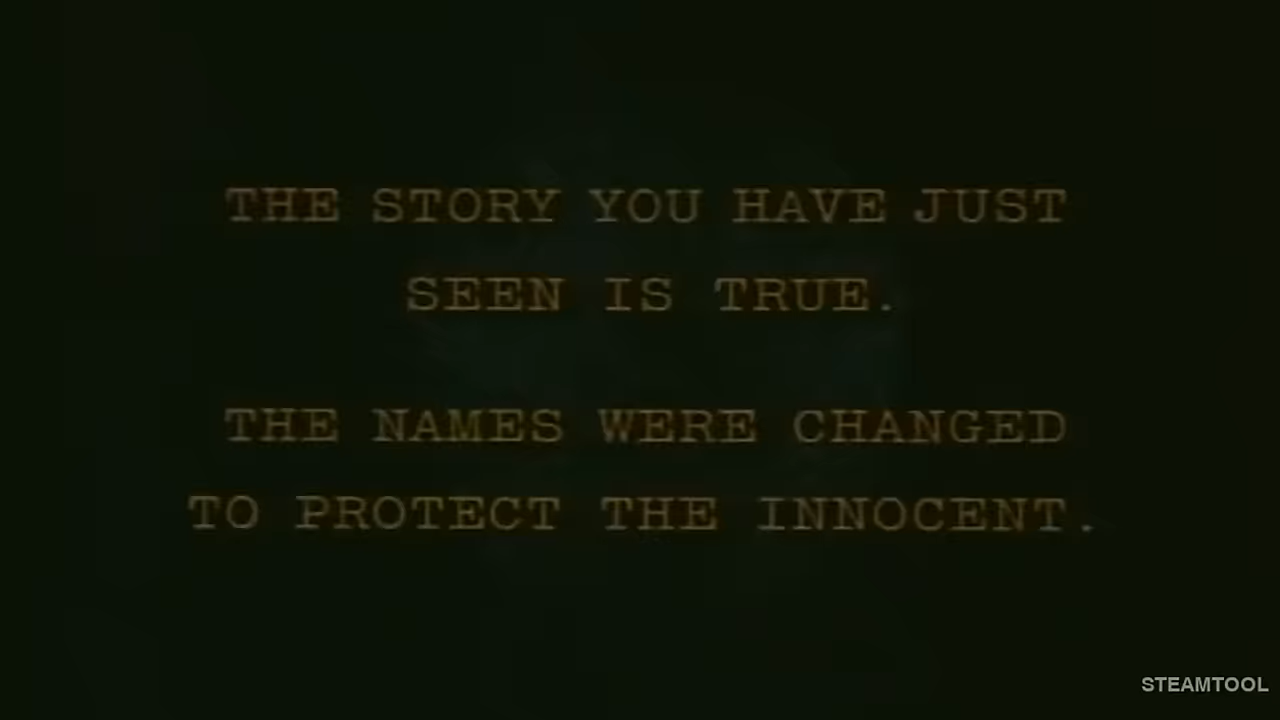 THE STORY YOU HAVE JUST
SEEN IS TRUE.
THE NAMES WERE CHANGED
TO PROTECT THE INNOCENT.
STEAMTOOL